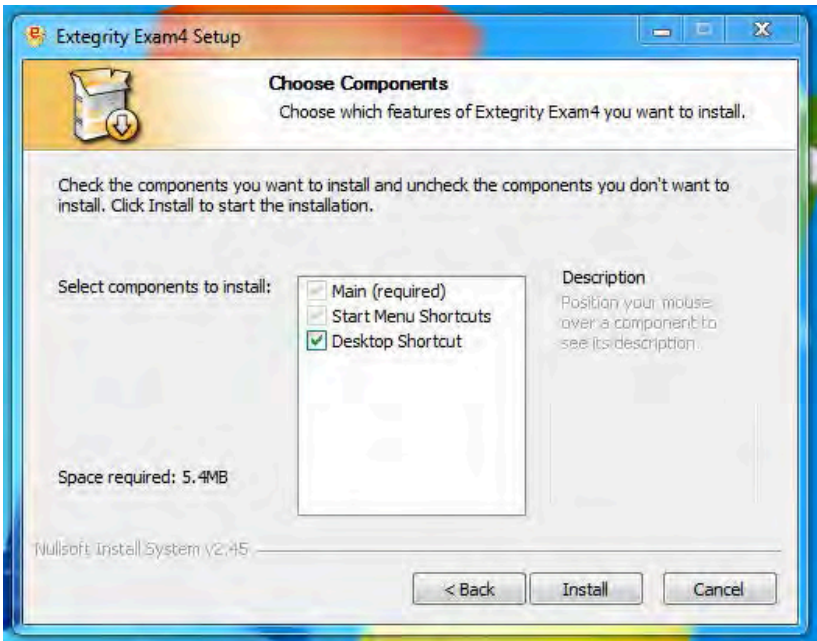 Extegrity Exam4 Setup
Choose Components
Choose which features of Extegrity Exam4 you want to install.
Check the components you want to install and uncheck the components you don't want to
install. Click Install to start the installation.
Select components to install:
Main (required)
Start Menu Shortcuts
Desktop Shortcut
Description
Position your mouse
over a component to
see its description.
Space required: 5.4MB
Nullsoft Install System v2.45
< Back
Install
Cancel